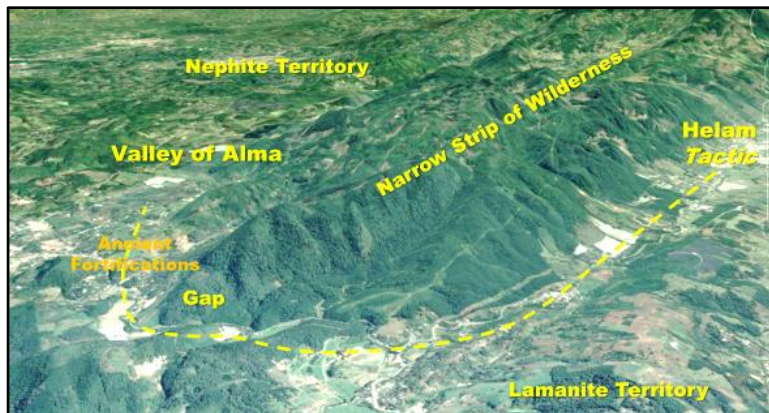 Nephite Territory
Narrow Strip of Wilderness
Valley of Alma
Helam
Tactic
Ancient
Fortifications
Gap
Lamanite Territory